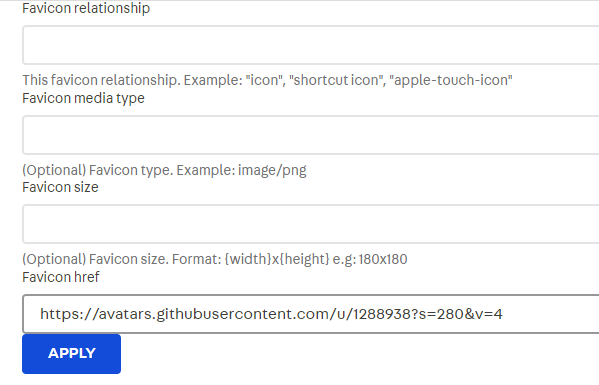 Favicon relationship
This favicon relationship. Example: "icon", "shortcut icon", "apple-touch-icon"
Favicon media type
(Optional) Favicon type. Example: image/png
Favicon size
(Optional) Favicon size. Format: {width}x{height} e.g: 180x180
Favicon href
https://avatars.githubusercontent.com/u/1288938?s=280&v=4
APPLY